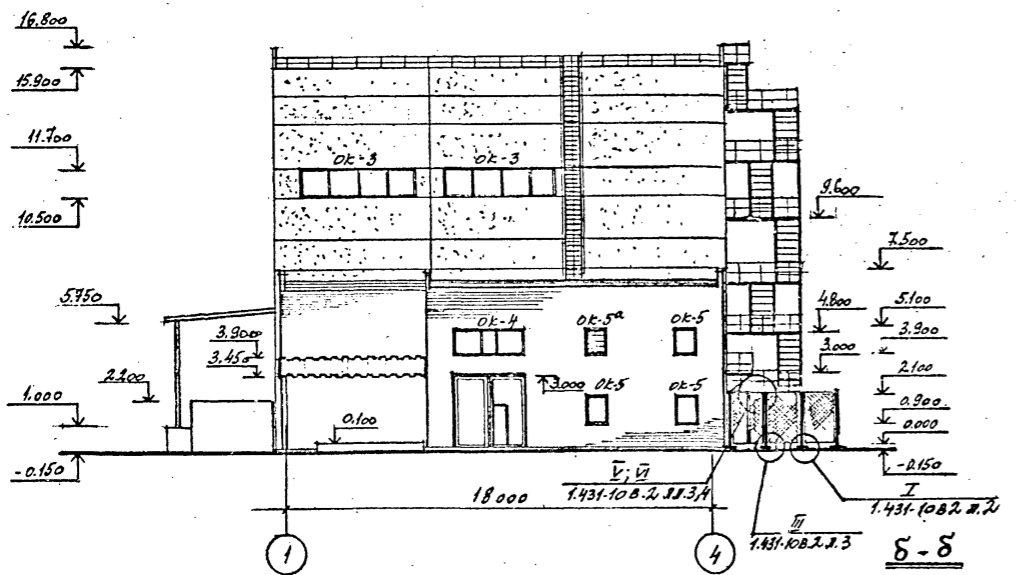 16.800
15.900
11.700
10.500
5.750
2.200
1.000
-0.150
3.900
3.450
0.100
ОК-3
ОК-3
ОК-4
ОК-5ª
ОК-5
3.000
ОК-5
ОК-5
9.600
7.500
4.800
5.100
3.900
3.000
2.100
0.900
0.000
-0.150
V; VI
1.431-10 В.2 л.л.3,4
I
1.431-10 В2 л.2
III
1.431-10В.2 л.3
18000
1
4
Б-Б